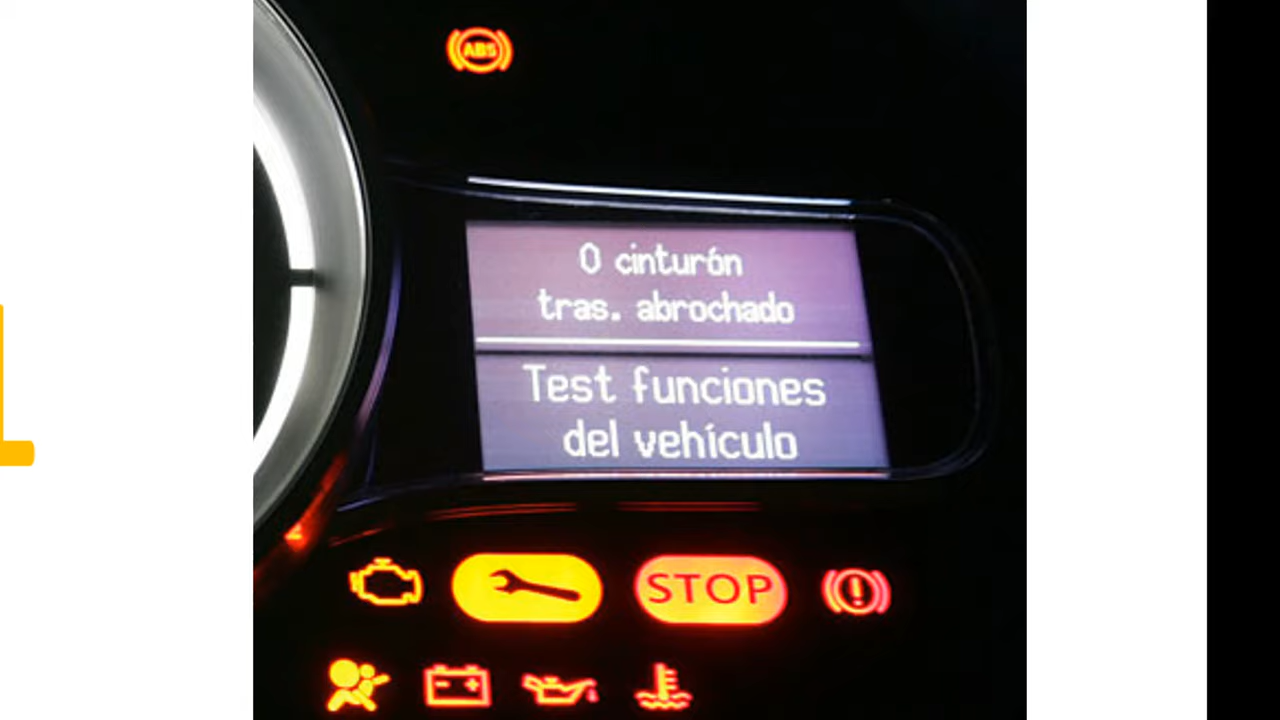 ABS
0 cinturón
tras. abrochado
Test funciones
del vehículo
STOP